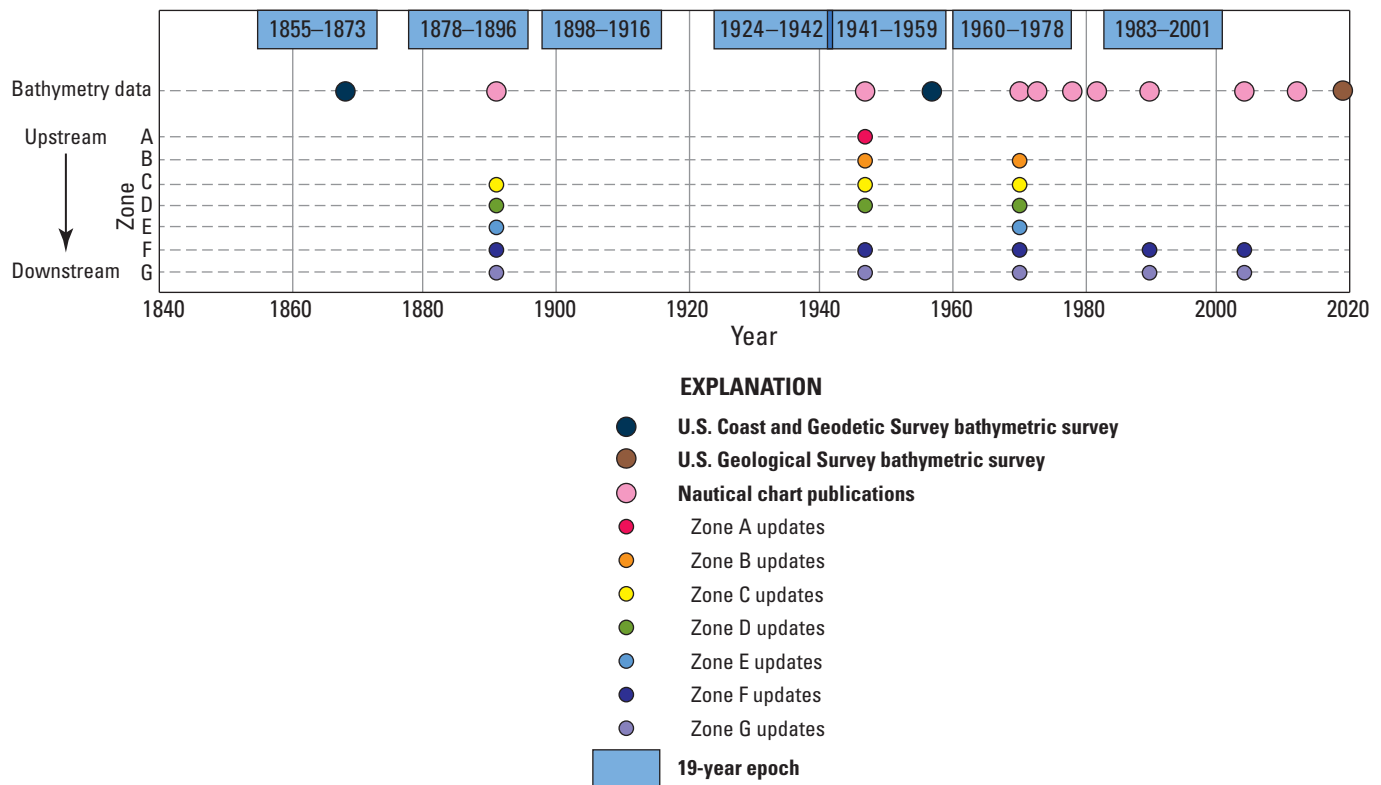 1855–1873
1878–1896
1898–1916
1924–1942
1941–1959
1960–1978
1983–2001
Bathymetry data
Upstream
Downstream
Zone
A
B
C
D
E
F
G
1840
1860
1880
1900
1920
1940
1960
1980
2000
2020
Year
EXPLANATION
U.S. Coast and Geodetic Survey bathymetric survey
U.S. Geological Survey bathymetric survey
Nautical chart publications
Zone A updates
Zone B updates
Zone C updates
Zone D updates
Zone E updates
Zone F updates
Zone G updates
19-year epoch